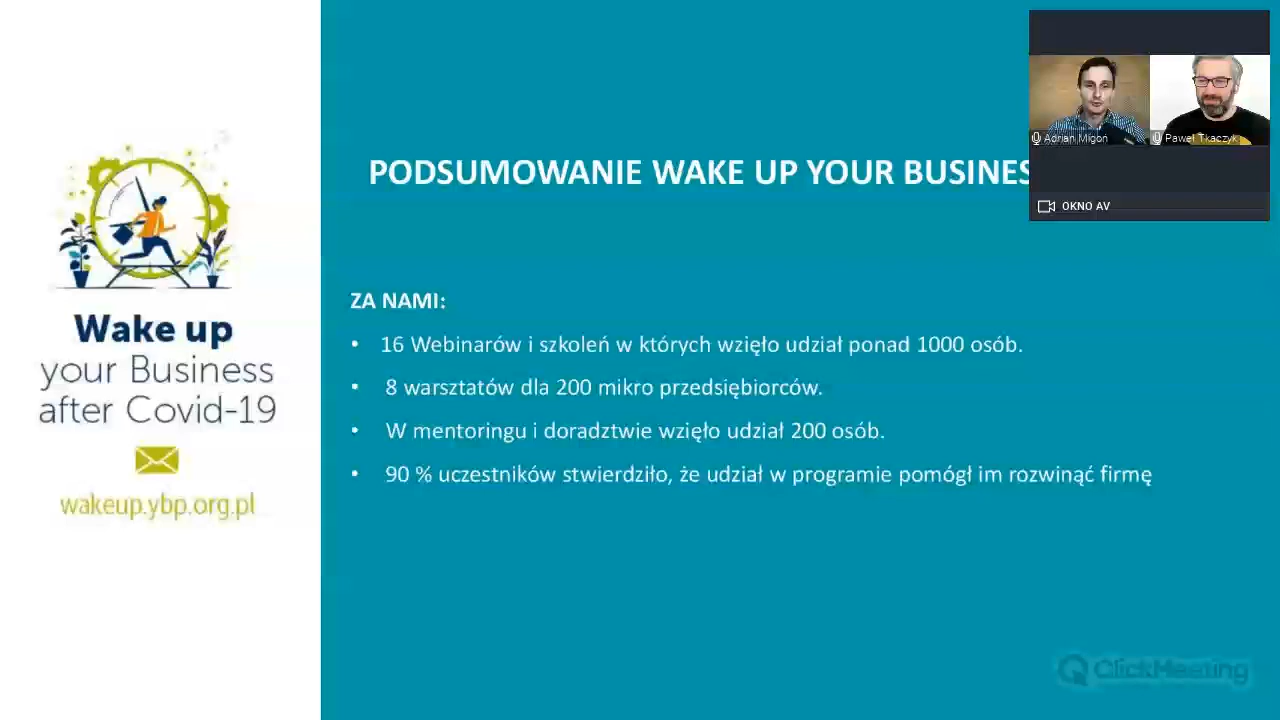 PODSUMOWANIE WAKE UP YOUR BUSINES
Adrian Migoń
Paweł Tkaczyk
OKNO AV
Wake up
your Business
after Covid-19
wakeup.ybp.org.pl
ZA NAMI:
• 16 Webinarów i szkoleń w których wzięło udział ponad 1000 osób.
• 8 warsztatów dla 200 mikro przedsiębiorców.
• W mentoringu i doradztwie wzięło udział 200 osób.
• 90 % uczestników stwierdziło, że udział w programie pomógł im rozwinąć firmę
ClickMeeting